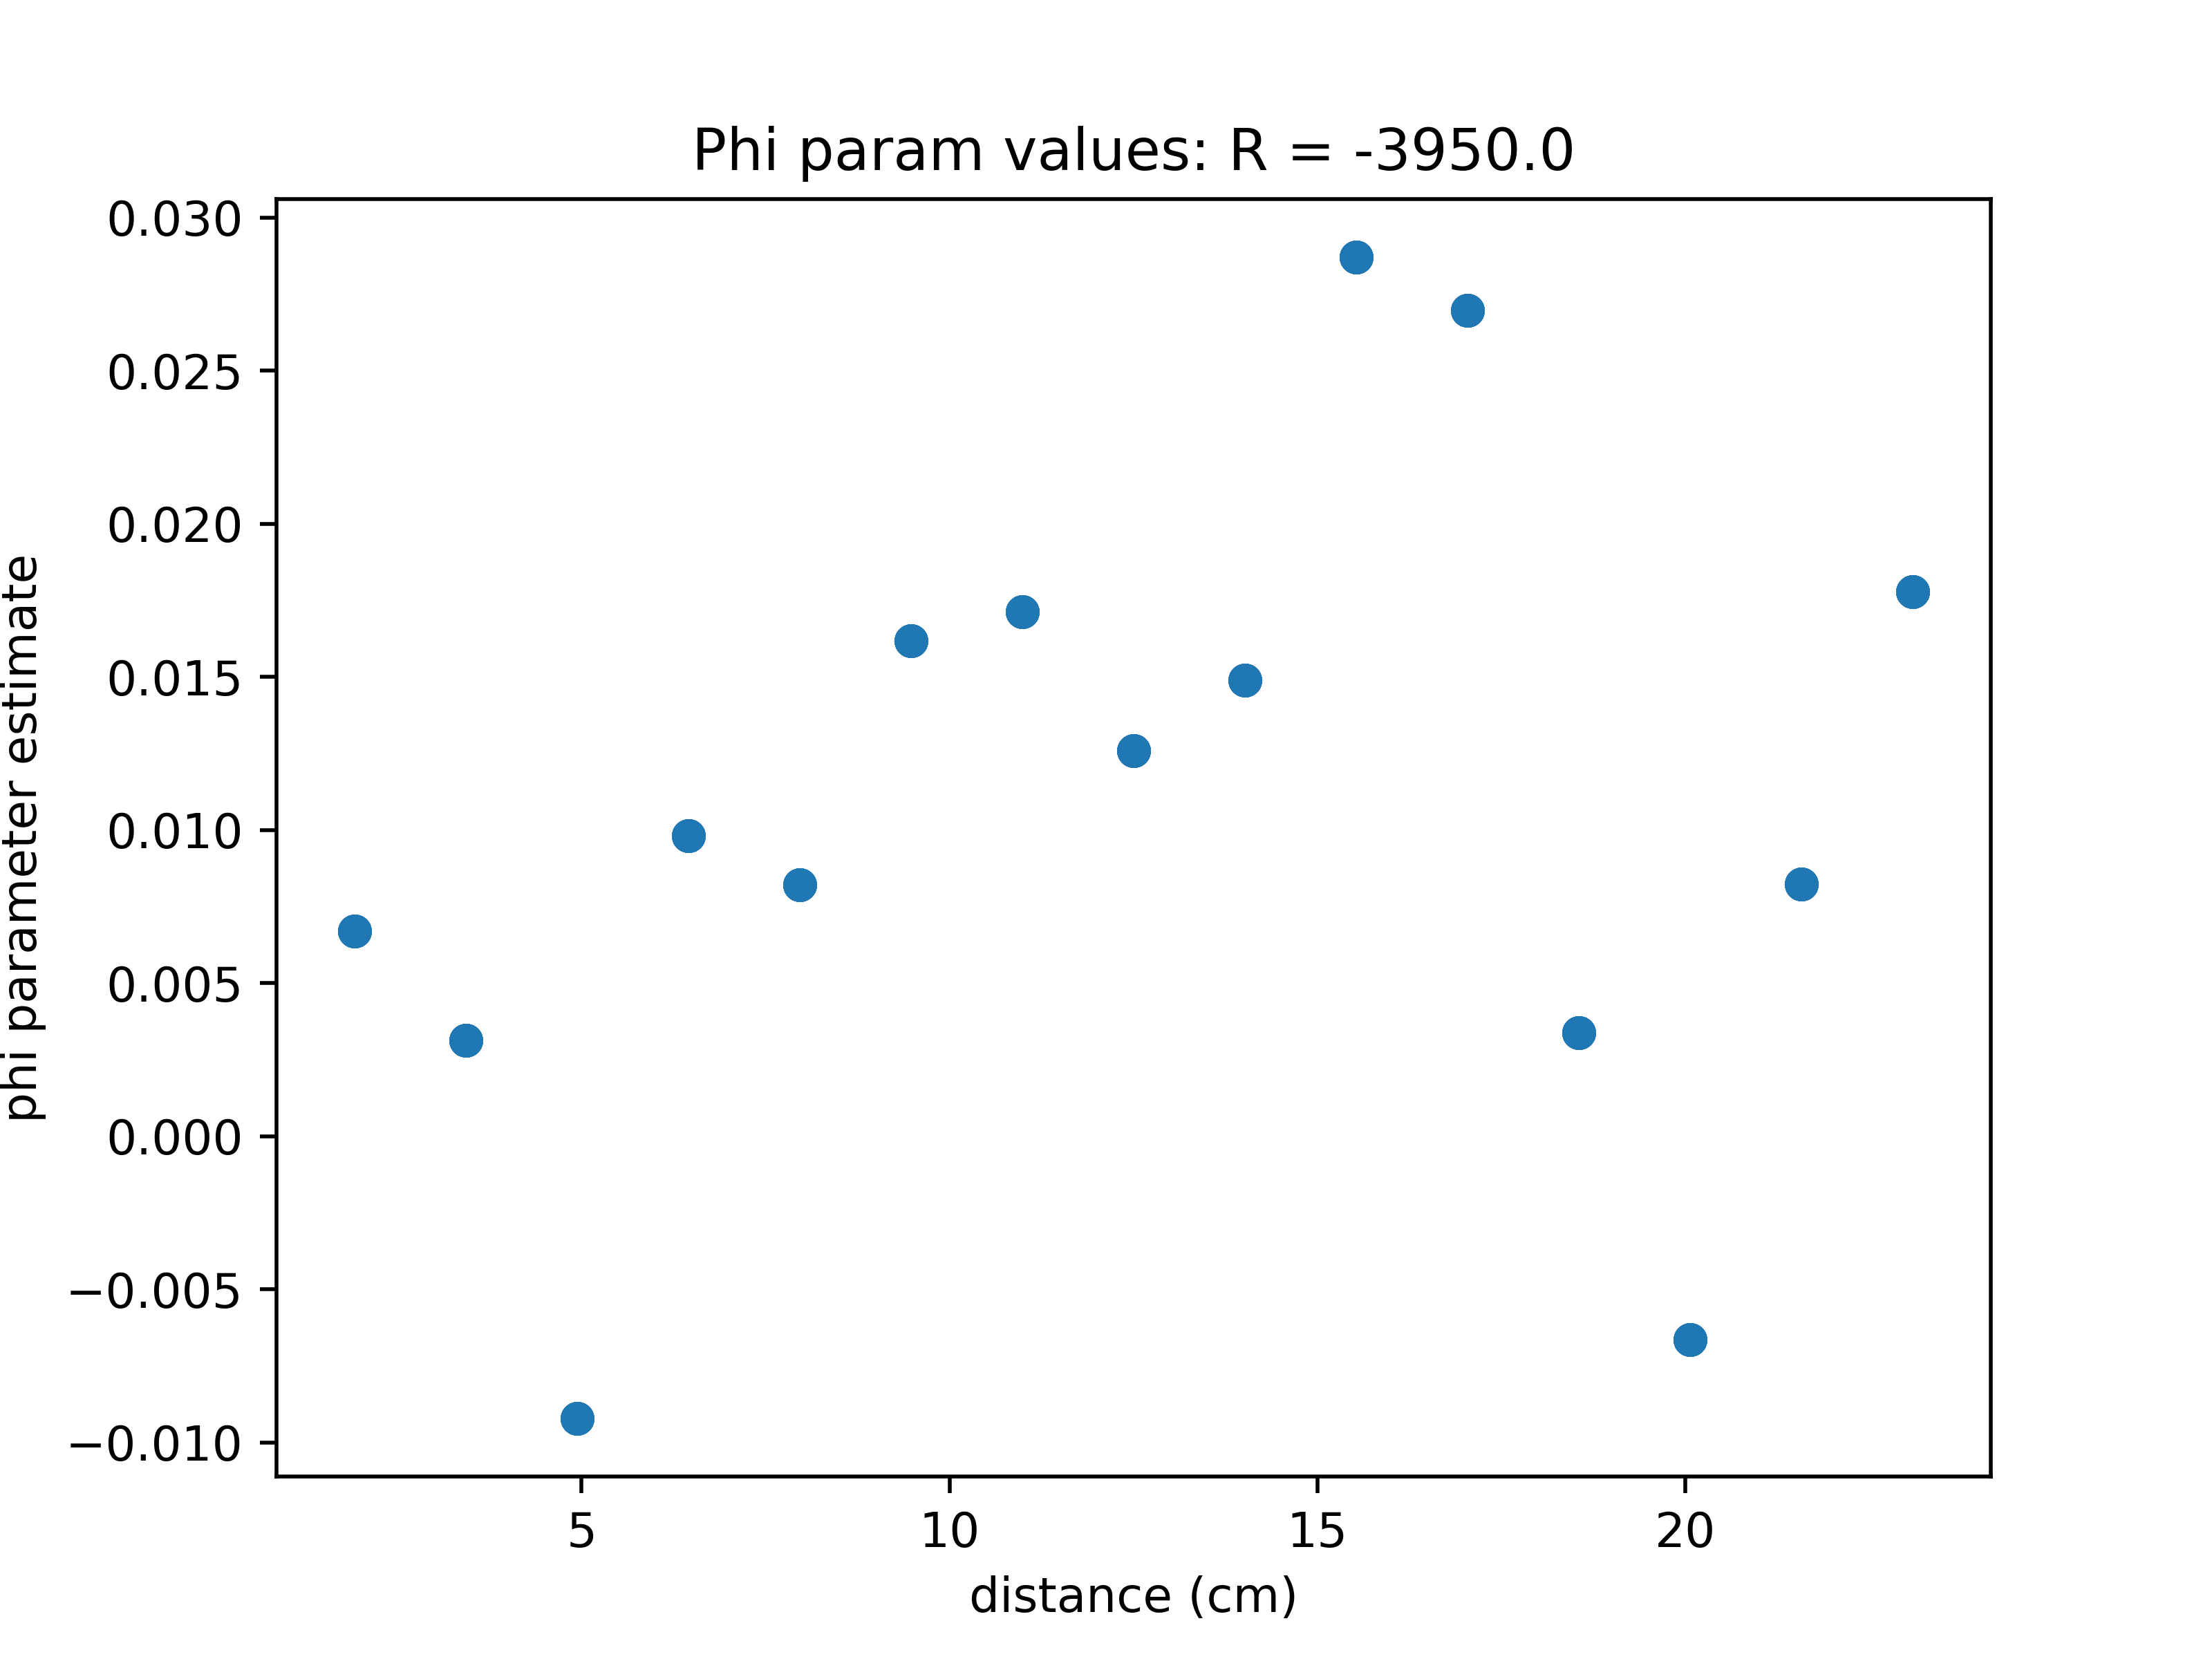 Phi param values: R = -3950.0
0.030
0.025
0.020
0.015
0.010
0.005
0.000
−0.005
−0.010
phi parameter estimate
5 10 15 20
distance (cm)